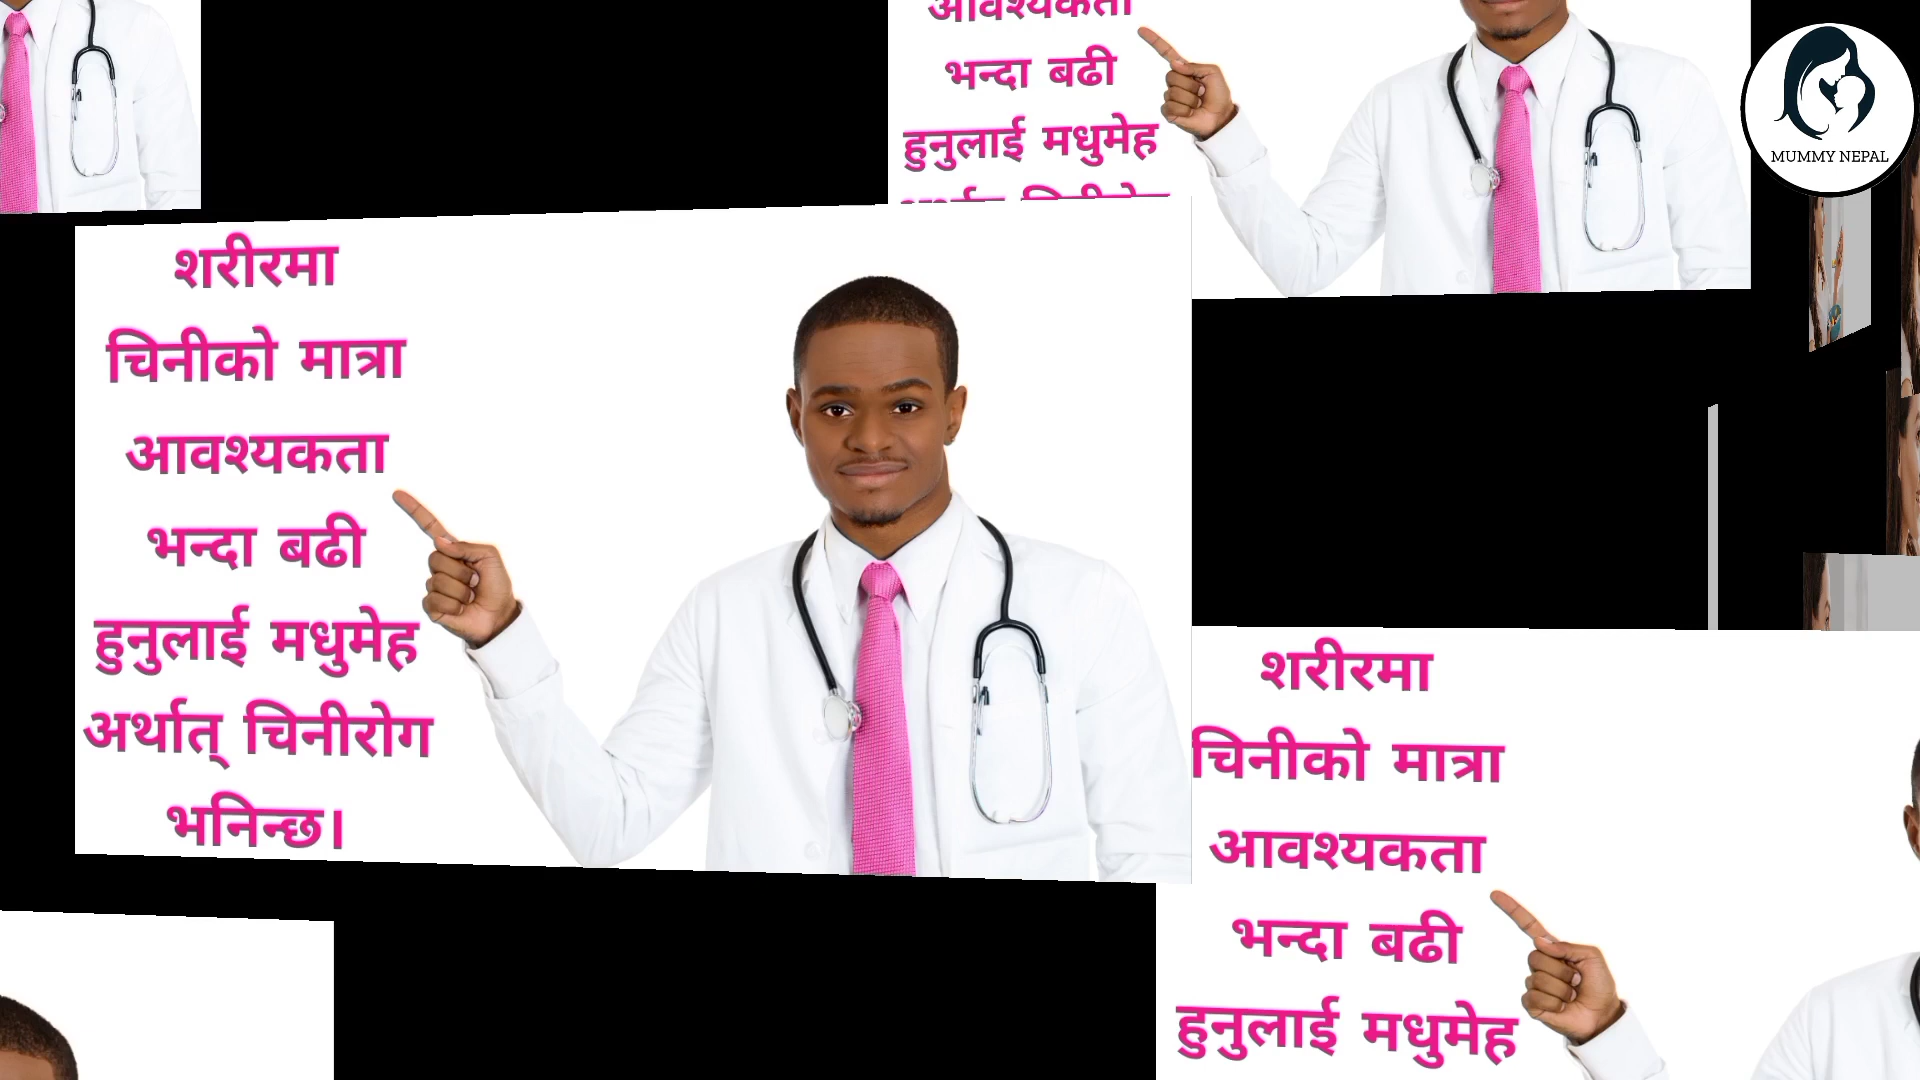 आवश्यकता
भन्दा बढी
हुनुलाई मधुमेह
MUMMY NEPAL
शरीरमा
चिनीको मात्रा
आवश्यकता
भन्दा बढी
हुनुलाई मधुमेह
अर्थात् चिनीरोग
भनिन्छ।
शरीरमा
चिनीको मात्रा
आवश्यकता
भन्दा बढी
हुनुलाई मधुमेह